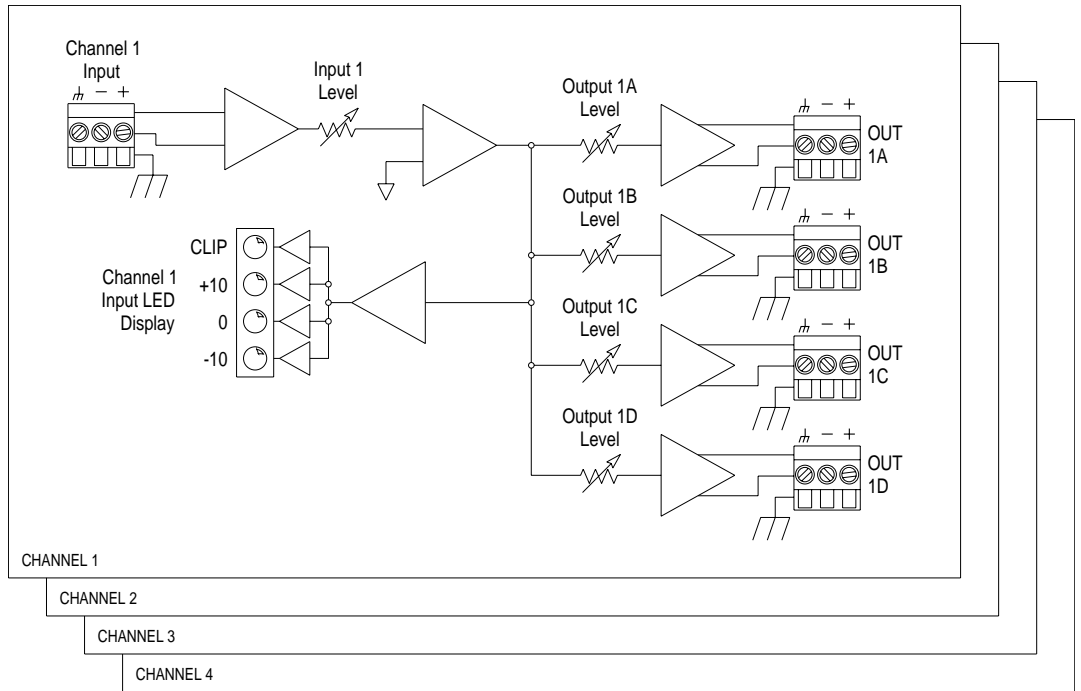 Channel 1
Input
− +
Input 1
Level
Output 1A
Level
− +
OUT
1A
Output 1B
Level
− +
OUT
1B
CLIP
+10
0
-10
Channel 1
Input LED
Display
Output 1C
Level
− +
OUT
1C
Output 1D
Level
− +
OUT
1D
CHANNEL 1
CHANNEL 2
CHANNEL 3
CHANNEL 4